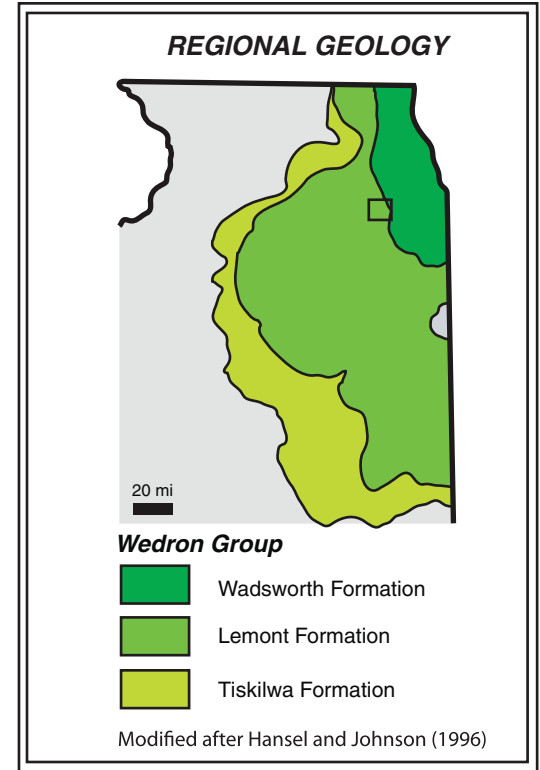 REGIONAL GEOLOGY
20 mi
Wedron Group
Wadsworth Formation
Lemont Formation
Tiskilwa Formation
Modified after Hansel and Johnson (1996)